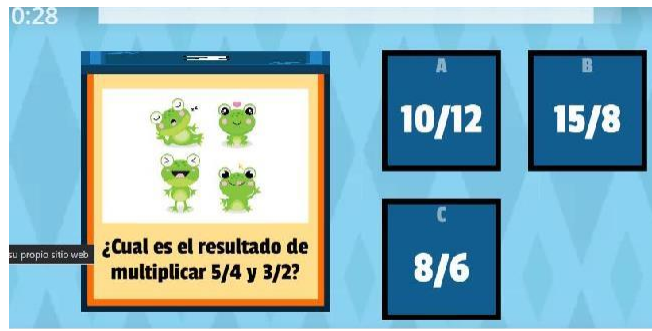 0:28
A
10/12
B
15/8
su propio sitio web
¿Cual es el resultado de
multiplicar 5/4 y 3/2?
C
8/6